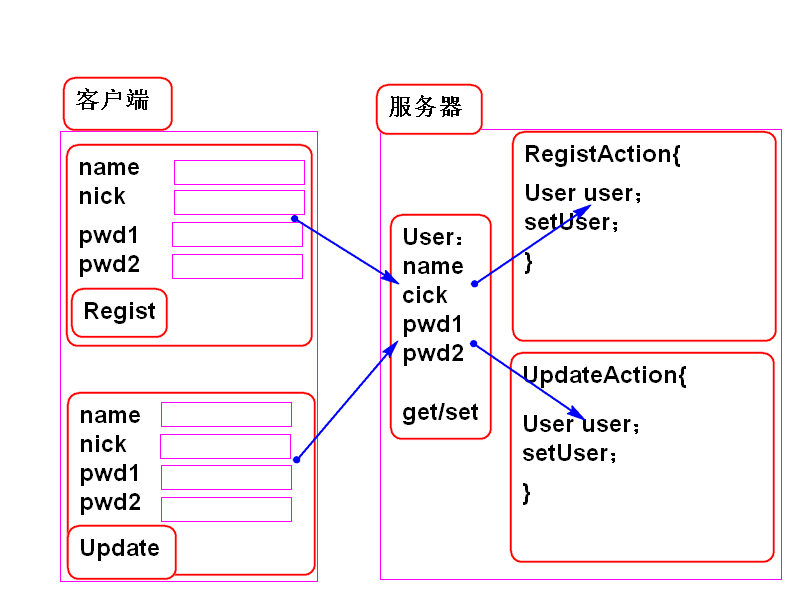 客户端
name
nick
pwd1
pwd2
Regist
name
nick
pwd1
pwd2
Update
服务器
User：
name
cick
pwd1
pwd2
get/set
RegistAction{
User user；
setUser；
}
UpdateAction{
User user；
setUser；
}